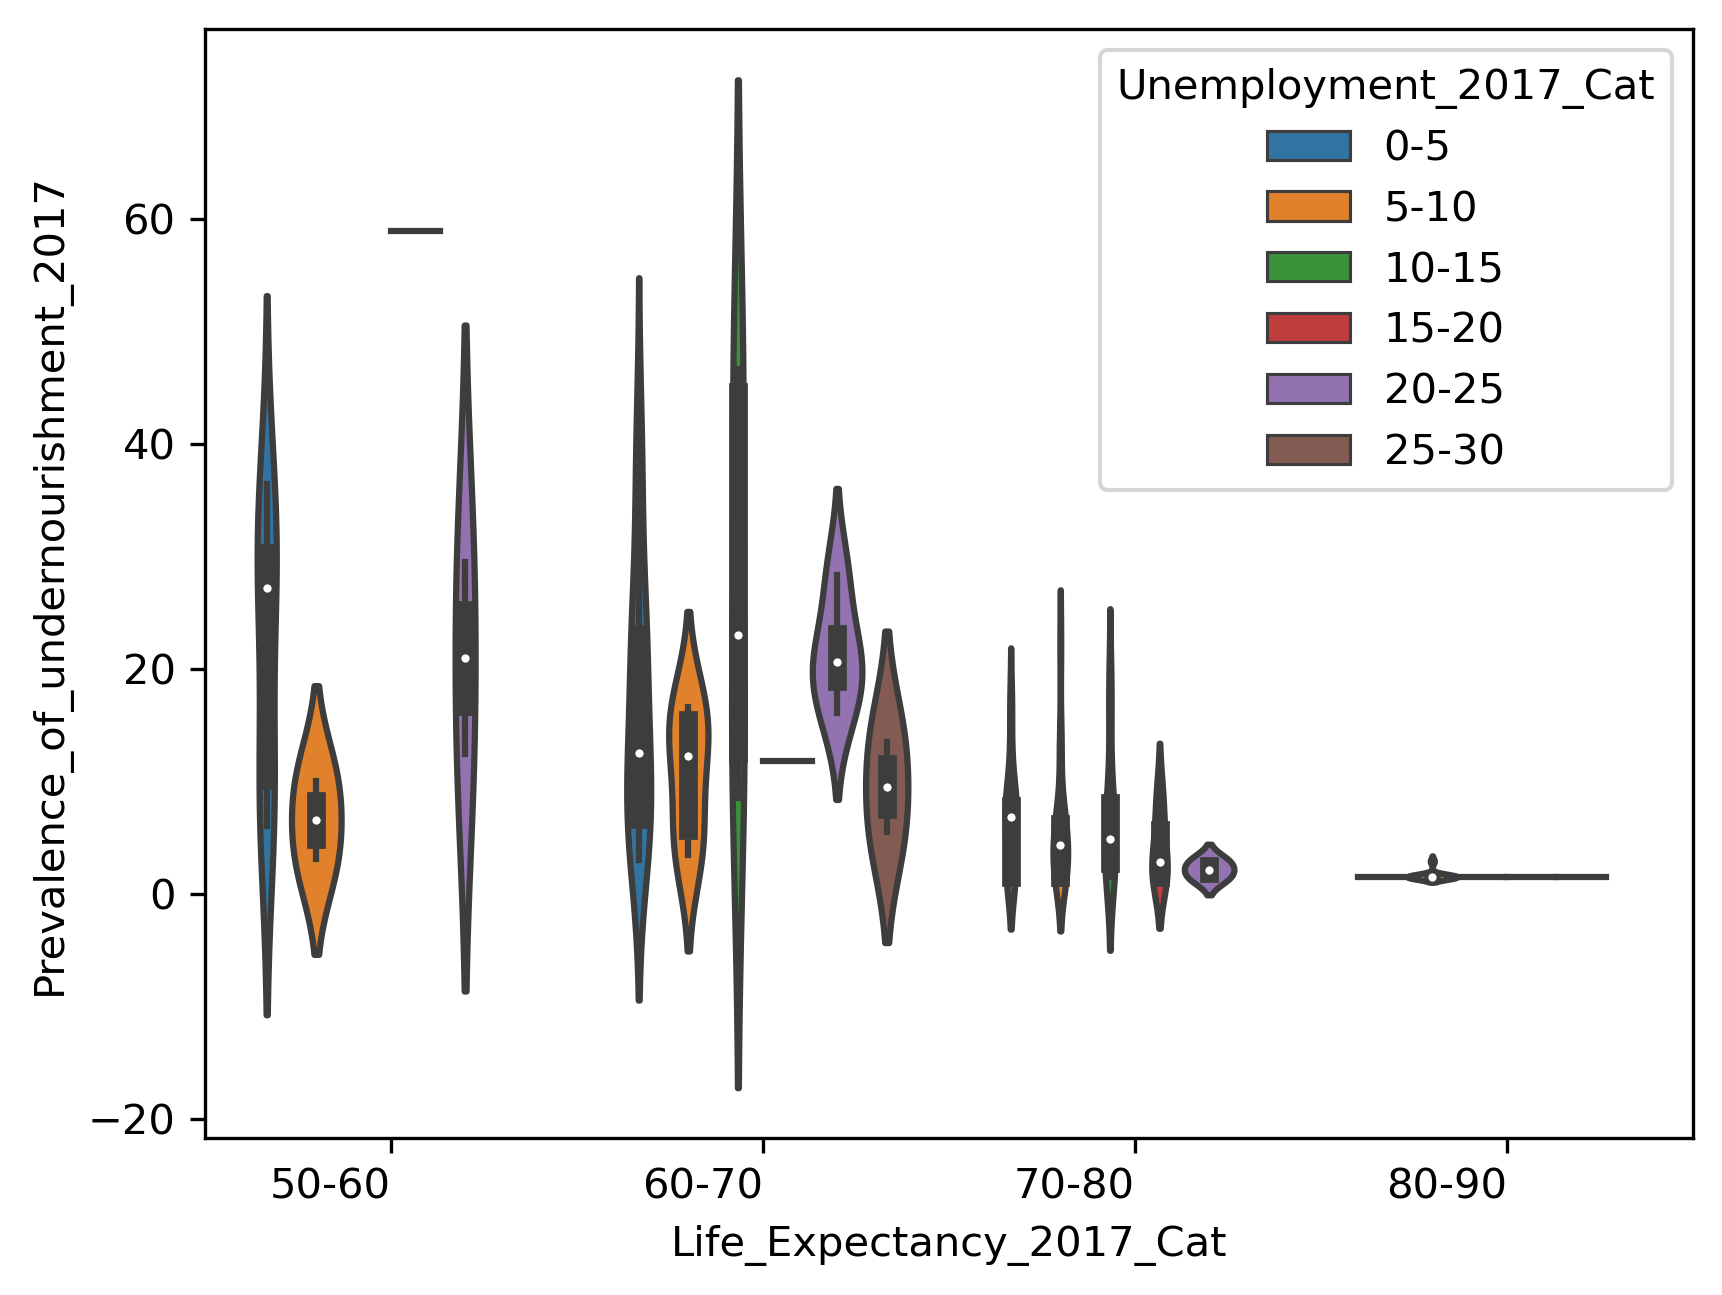 Unemployment_2017_Cat
0-5
5-10
10-15
15-20
20-25
25-30
Prevalence_of_undernourishment_2017
60
40
20
0
−20
50-60 60-70 70-80 80-90
Life_Expectancy_2017_Cat